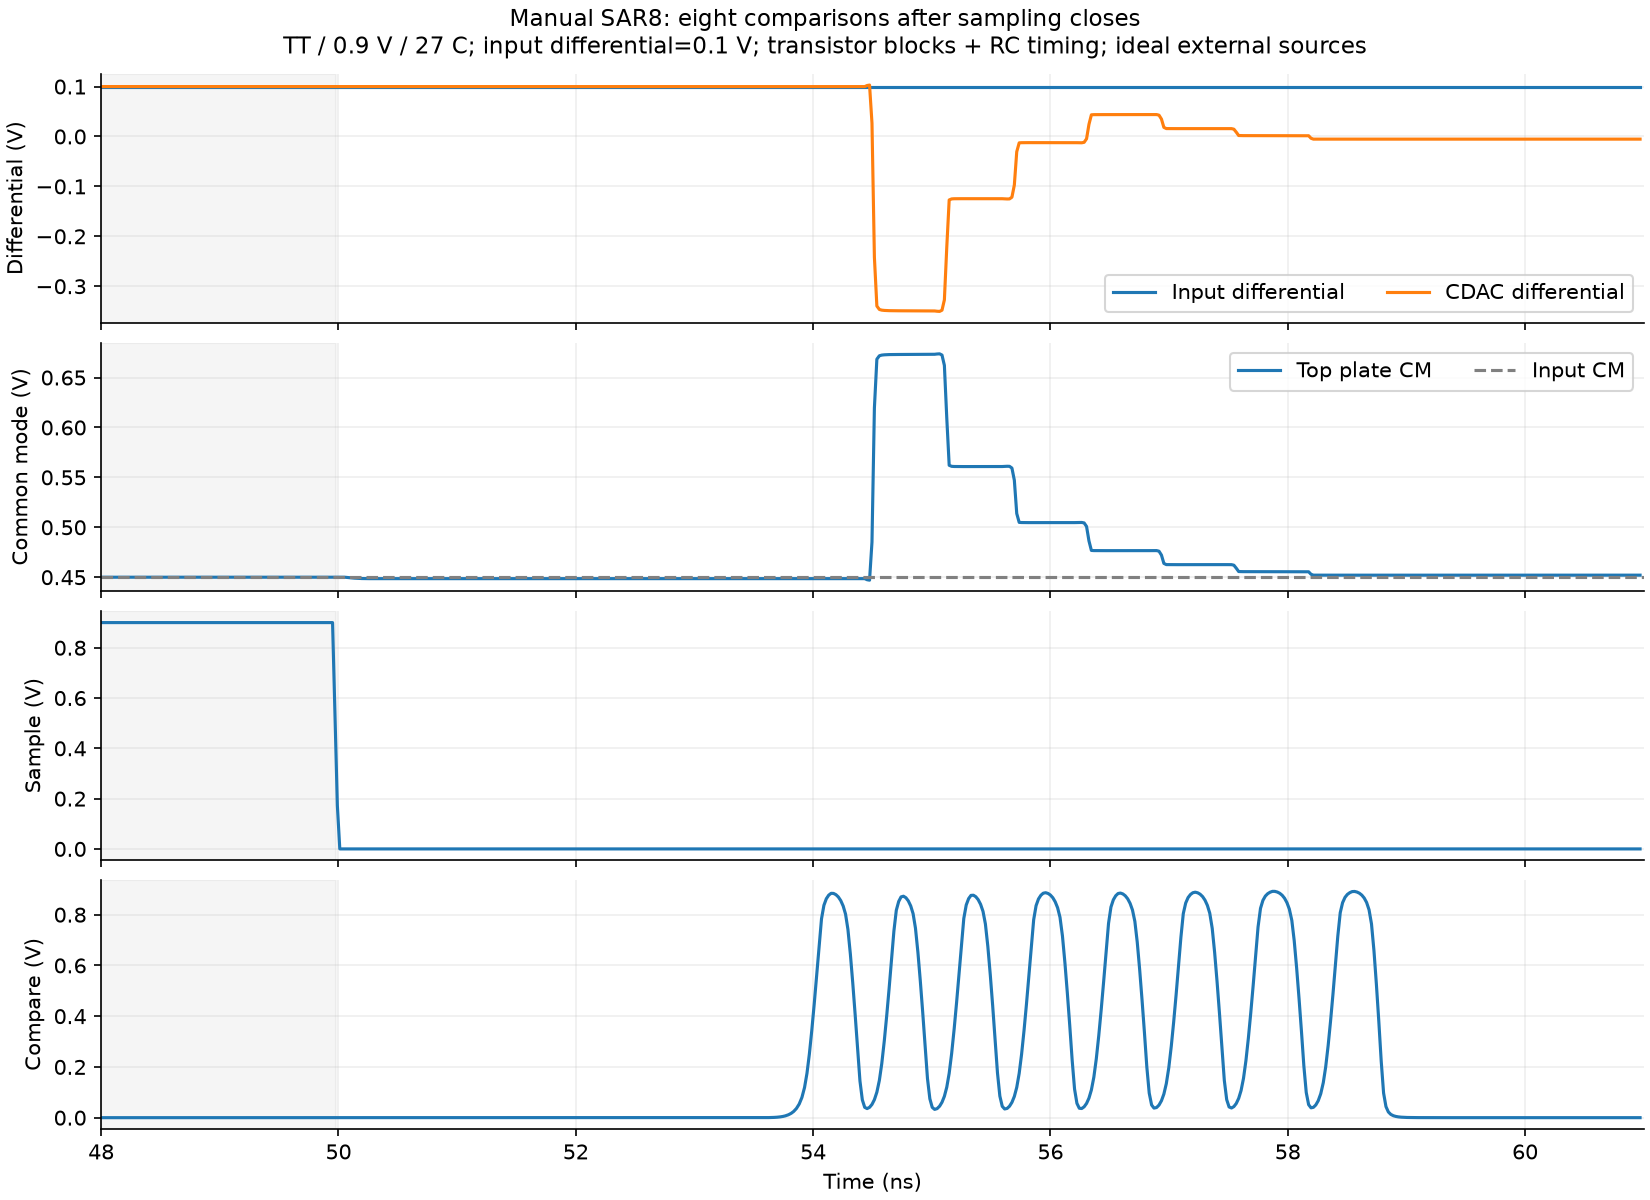 Manual SAR8: eight comparisons after sampling closes
TT / 0.9 V / 27 C; input differential=0.1 V; transistor blocks + RC timing; ideal external sources
Differential (V)
0.1
0.0
−0.1
−0.2
−0.3
Input differential
CDAC differential
Common mode (V)
0.65
0.60
0.55
0.50
0.45
Top plate CM
Input CM
Sample (V)
0.8
0.6
0.4
0.2
0.0
Compare (V)
0.8
0.6
0.4
0.2
0.0
48 50 52 54 56 58 60
Time (ns)